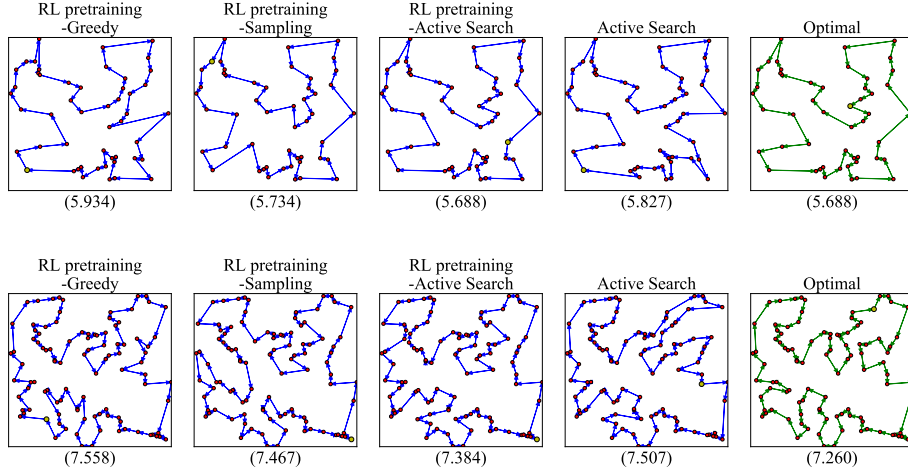 RL pretraining
-Greedy
RL pretraining
-Sampling
RL pretraining
-Active Search
Active Search
Optimal
(5.934)
(5.734)
(5.688)
(5.827)
(5.688)
RL pretraining
-Greedy
RL pretraining
-Sampling
RL pretraining
-Active Search
Active Search
Optimal
(7.558)
(7.467)
(7.384)
(7.507)
(7.260)